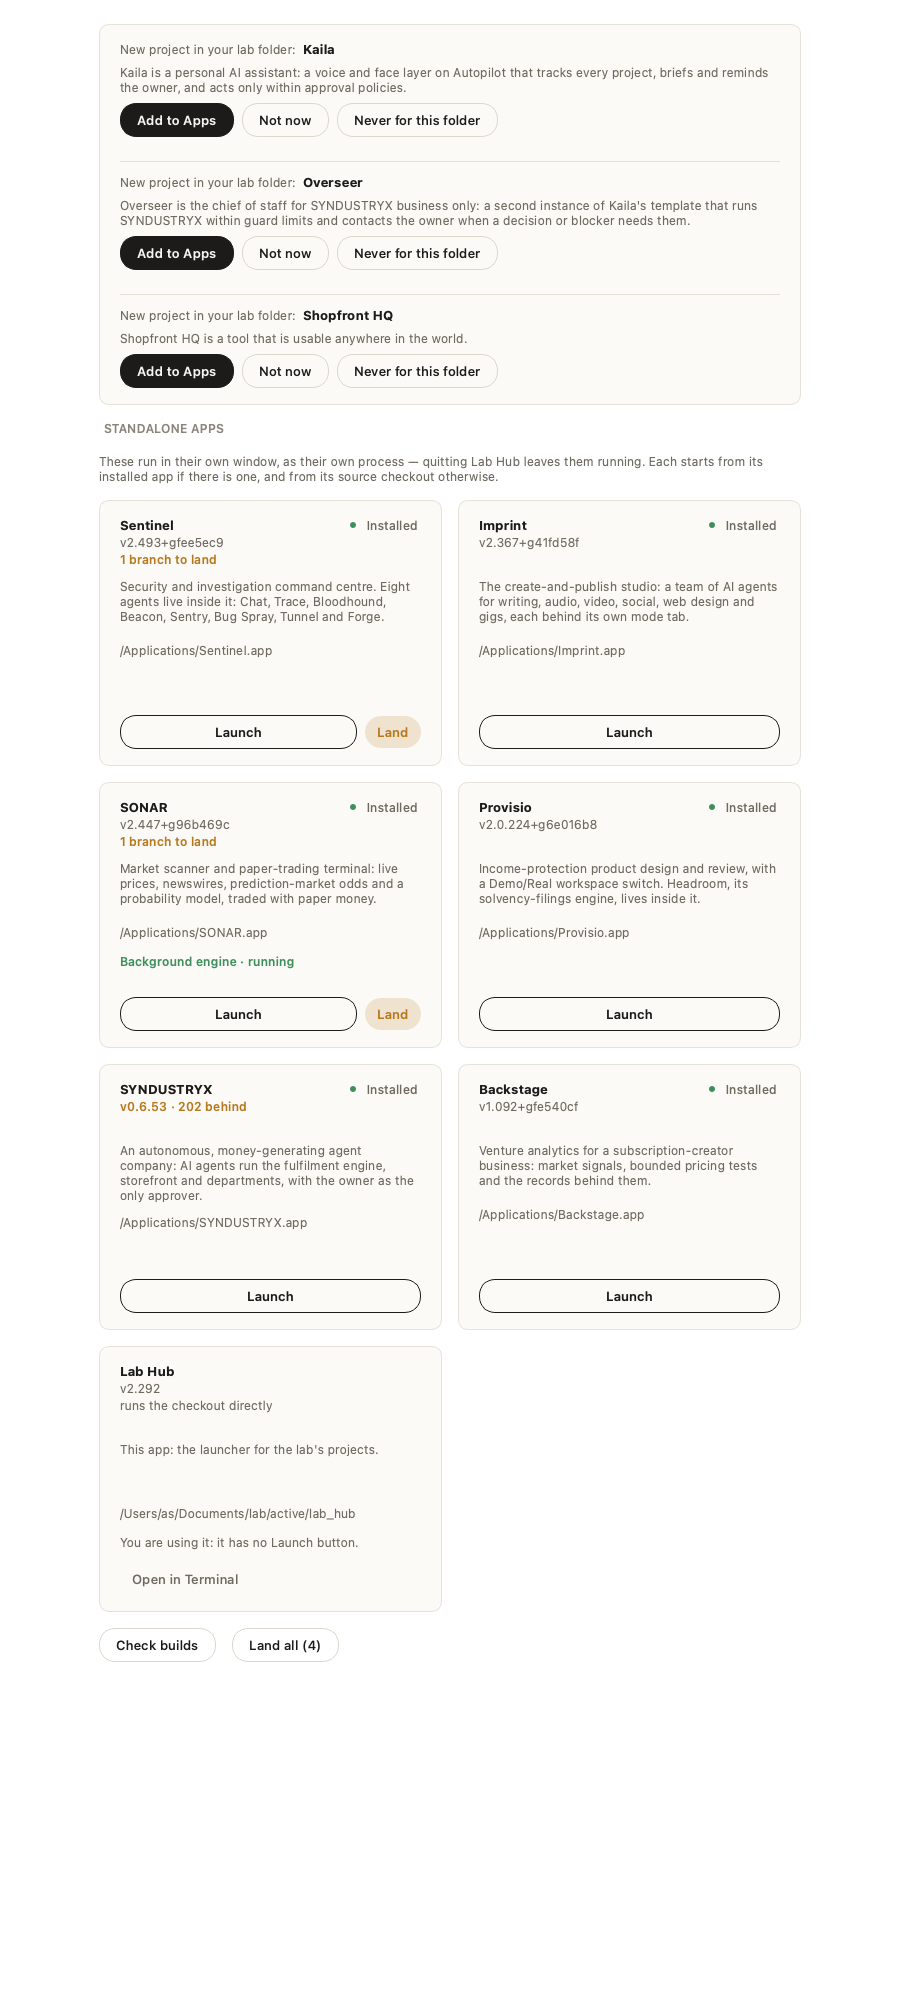 New project in your lab folder: Kaila
Kaila is a personal AI assistant: a voice and face layer on Autopilot that tracks every project, briefs and reminds
the owner, and acts only within approval policies.
Add to Apps Not now Never for this folder
New project in your lab folder: Overseer
Overseer is the chief of staff for SYNDUSTRYX business only: a second instance of Kaila's template that runs
SYNDUSTRYX within guard limits and contacts the owner when a decision or blocker needs them.
Add to Apps Not now Never for this folder
New project in your lab folder: Shopfront HQ
Shopfront HQ is a tool that is usable anywhere in the world.
Add to Apps Not now Never for this folder
STANDALONE APPS
These run in their own window, as their own process — quitting Lab Hub leaves them running. Each starts from its
installed app if there is one, and from its source checkout otherwise.
Sentinel Installed
v2.493+gfee5ec9
1 branch to land
Security and investigation command centre. Eight
agents live inside it: Chat, Trace, Bloodhound,
Beacon, Sentry, Bug Spray, Tunnel and Forge.
/Applications/Sentinel.app
Launch Land
Imprint Installed
v2.367+g41fd58f
The create-and-publish studio: a team of AI agents
for writing, audio, video, social, web design and
gigs, each behind its own mode tab.
/Applications/Imprint.app
Launch
SONAR Installed
v2.447+g96b469c
1 branch to land
Market scanner and paper-trading terminal: live
prices, newswires, prediction-market odds and a
probability model, traded with paper money.
/Applications/SONAR.app
Background engine · running
Launch Land
Provisio Installed
v2.0.224+g6e016b8
Income-protection product design and review, with
a Demo/Real workspace switch. Headroom, its
solvency-filings engine, lives inside it.
/Applications/Provisio.app
Launch
SYNDUSTRYX Installed
v0.6.53 · 202 behind
An autonomous, money-generating agent
company: AI agents run the fulfilment engine,
storefront and departments, with the owner as the
only approver.
/Applications/SYNDUSTRYX.app
Launch
Backstage Installed
v1.092+gfe540cf
Venture analytics for a subscription-creator
business: market signals, bounded pricing tests
and the records behind them.
/Applications/Backstage.app
Launch
Lab Hub
v2.292
runs the checkout directly
This app: the launcher for the lab's projects.
/Users/as/Documents/lab/active/lab_hub
You are using it: it has no Launch button.
Open in Terminal
Check builds Land all (4)